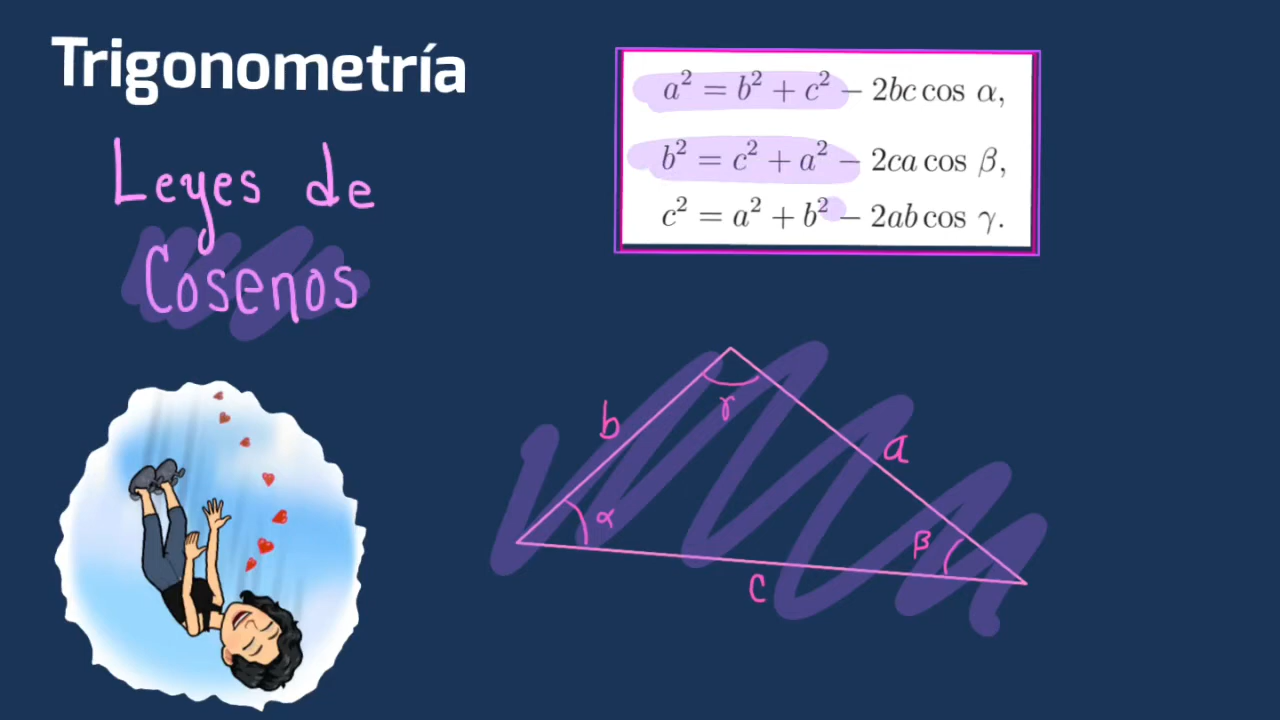 Trigonometría
Leyes de
Cosenos
a² = b² + c² − 2bc cos α,
b² = c² + a² − 2ca cos β,
c² = a² + b² − 2ab cos γ.
b
γ
a
α
β
c